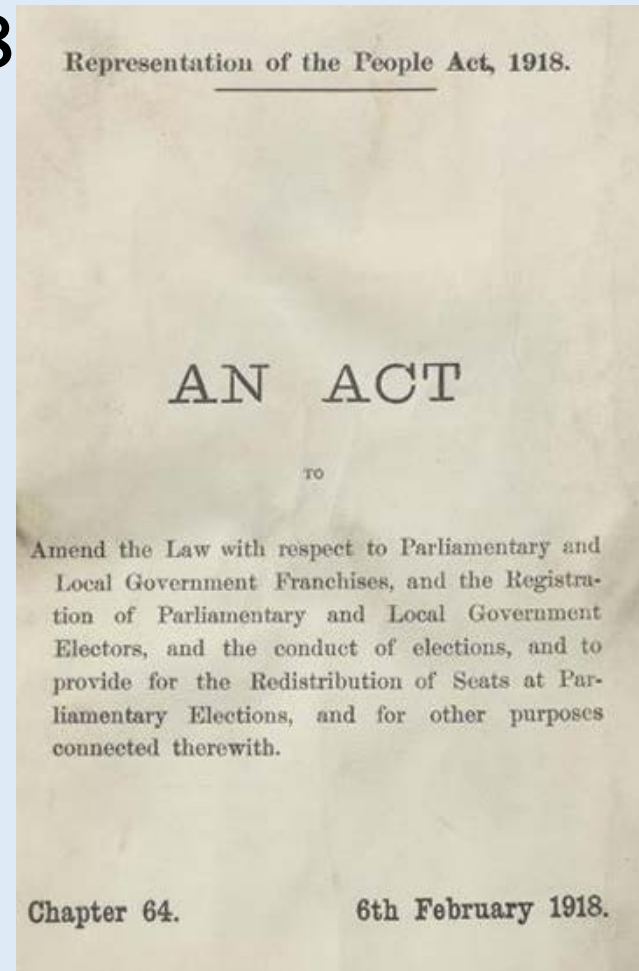 8
Representation of the People Act, 1918.
AN ACT
TO
Amend the Law with respect to Parliamentary and
Local Government Franchises, and the Registra-
tion of Parliamentary and Local Government
Electors, and the conduct of elections, and to
provide for the Redistribution of Seats at Par-
liamentary Elections, and for other purposes
connected therewith.
Chapter 64. 6th February 1918.